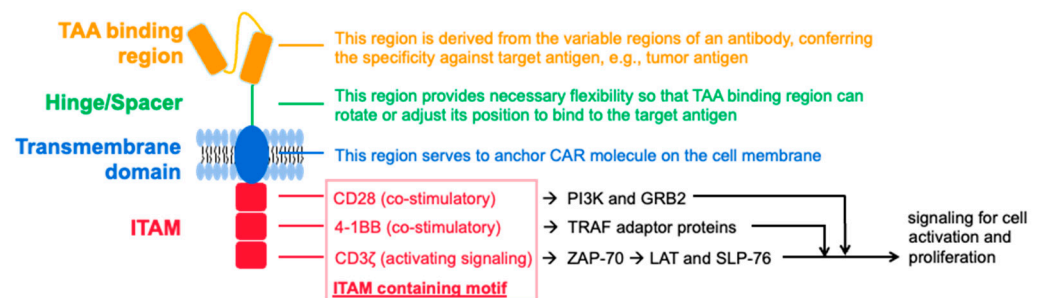 TAA binding
region
This region is derived from the variable regions of an antibody, conferring
the specificity against target antigen, e.g., tumor antigen
Hinge/Spacer
This region provides necessary flexibility so that TAA binding region can
rotate or adjust its position to bind to the target antigen
Transmembrane
domain
This region serves to anchor CAR molecule on the cell membrane
ITAM
CD28 (co-stimulatory) → PI3K and GRB2
4-1BB (co-stimulatory) → TRAF adaptor proteins
CD3ζ (activating signaling) → ZAP-70 → LAT and SLP-76
ITAM containing motif
signaling for cell
activation and
proliferation